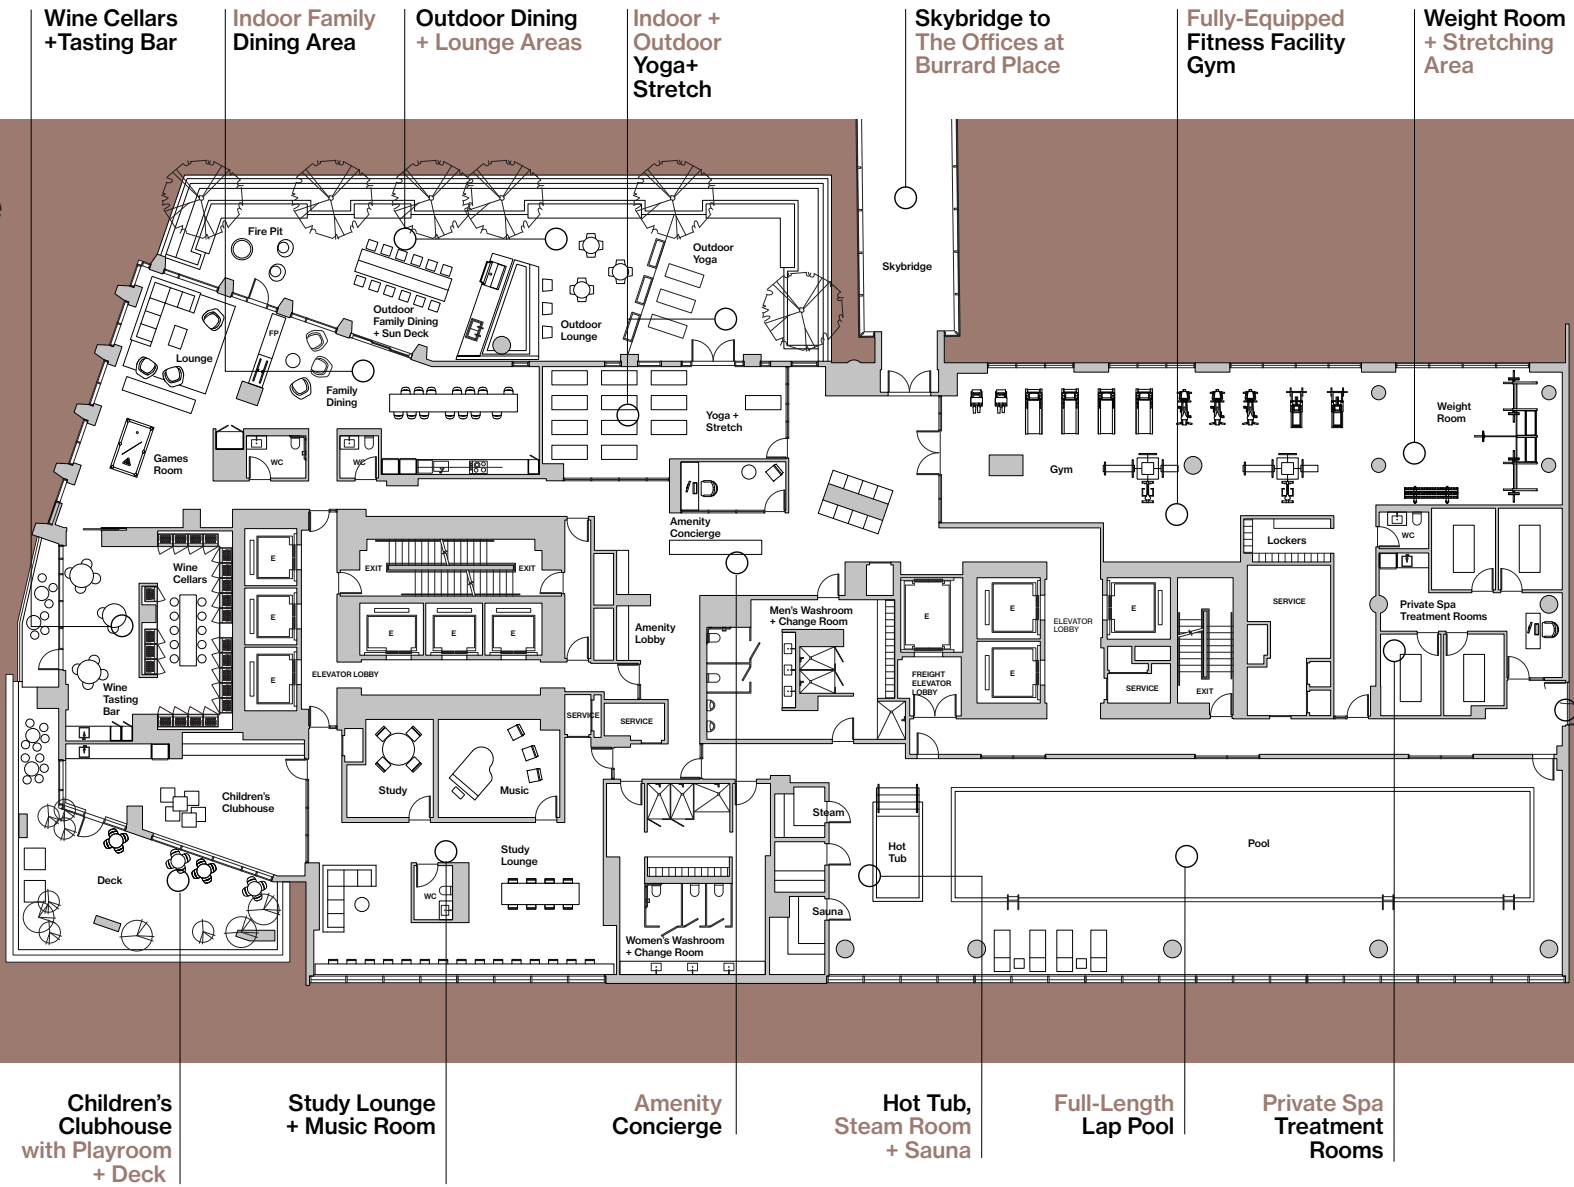 Wine Cellars
+Tasting Bar
Indoor Family
Dining Area
Outdoor Dining
+ Lounge Areas
Indoor +
Outdoor
Yoga+
Stretch
Skybridge to
The Offices at
Burrard Place
Fully-Equipped
Fitness Facility
Gym
Weight Room
+ Stretching
Area
Fire Pit
Outdoor
Yoga
Skybridge
Outdoor
Family Dining
+ Sun Deck
Outdoor
Lounge
FP
Lounge
Family
Dining
Yoga +
Stretch
Weight
Room
Games
Room
WC
WC
Gym
Amenity
Concierge
Lockers
WC
Wine
Cellars
E
EXIT
EXIT
E
E
E
E
E
E
Amenity
Lobby
Men's Washroom
+ Change Room
E
E
ELEVATOR
LOBBY
E
SERVICE
Private Spa
Treatment Rooms
ELEVATOR LOBBY
Wine
Tasting
Bar
FREIGHT
ELEVATOR
LOBBY
E
SERVICE
EXIT
SERVICE
SERVICE
Study
Music
Children's
Clubhouse
Steam
Hot
Tub
Pool
Study
Lounge
Deck
WC
Sauna
Women's Washroom
+ Change Room
Children's
Clubhouse
with Playroom
+ Deck
Study Lounge
+ Music Room
Amenity
Concierge
Hot Tub,
Steam Room
+ Sauna
Full-Length
Lap Pool
Private Spa
Treatment
Rooms